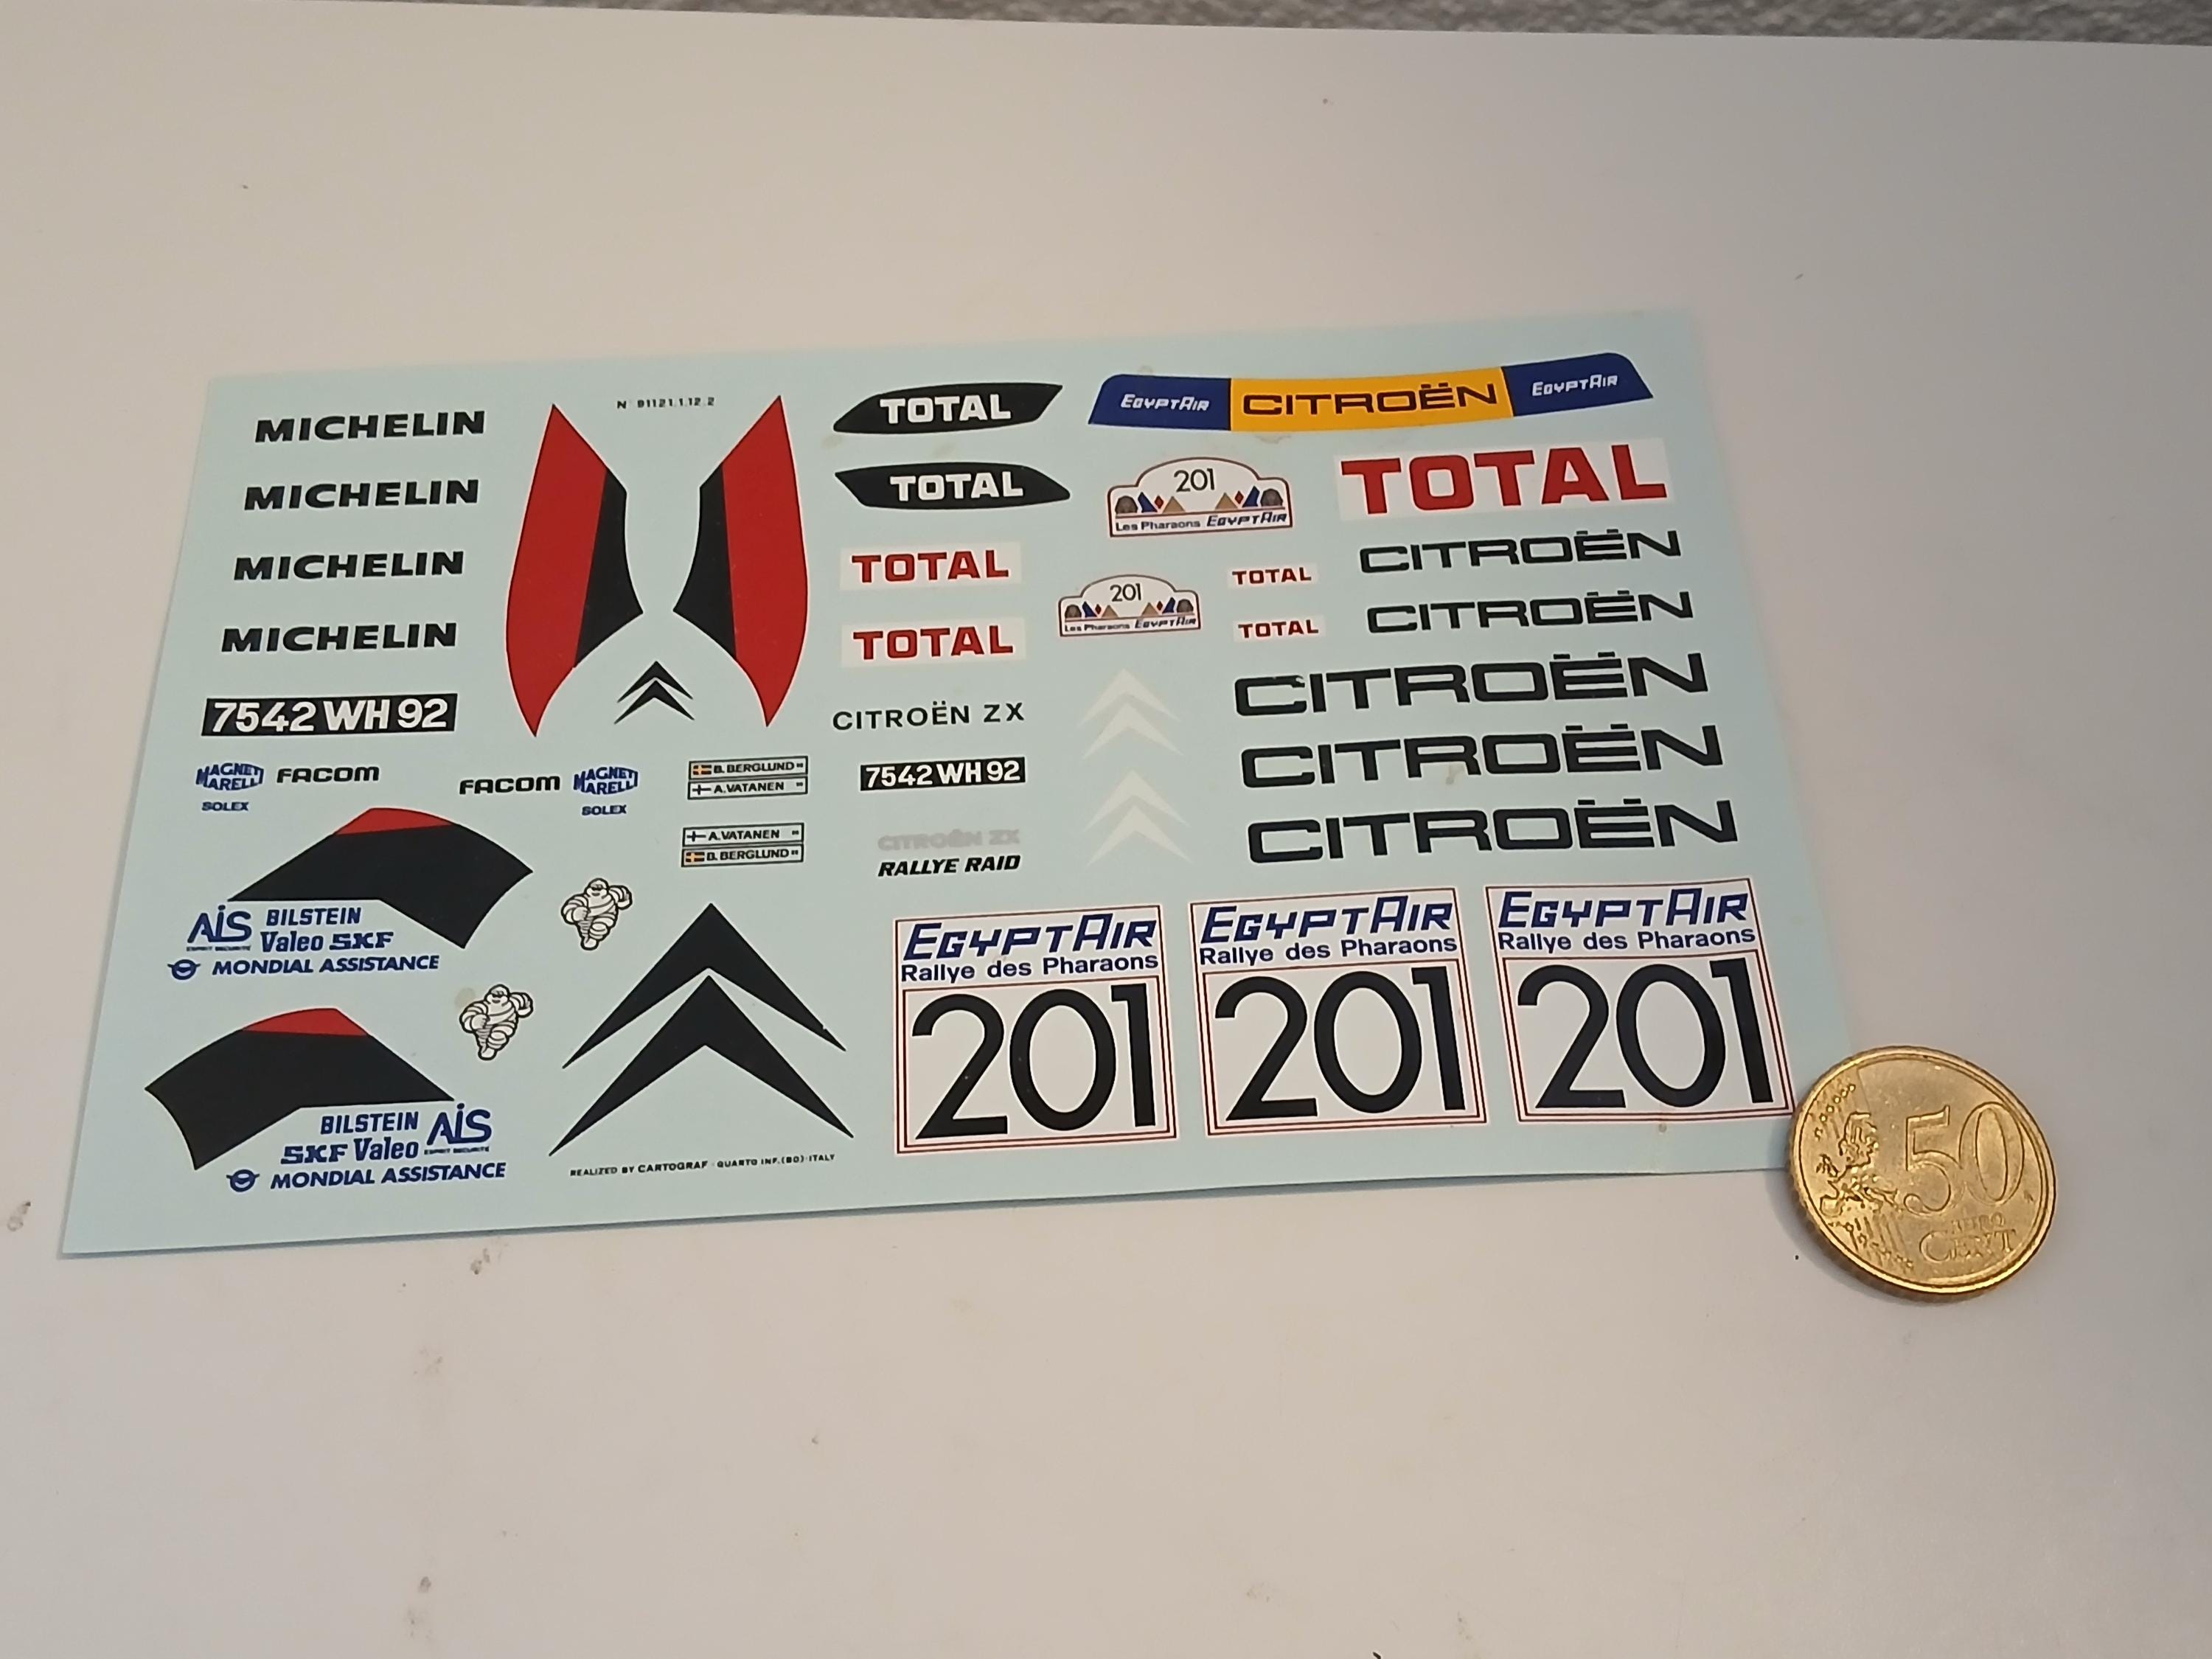 N° 91121.1.12.2
MICHELIN
MICHELIN
MICHELIN
MICHELIN
7542 WH 92
MAGNETI MARELLI
SOLEX
FACOM
FACOM
MAGNETI MARELLI
SOLEX
AIS
BILSTEIN
Valeo SKF
MONDIAL ASSISTANCE
BILSTEIN
AIS
SKF Valeo
MONDIAL ASSISTANCE
B. BERGLUND
A. VATANEN
A. VATANEN
B. BERGLUND
REALIZED BY CARTOGRAF · QUARTO INF. (BO) · ITALY
TOTAL
TOTAL
TOTAL
TOTAL
CITROËN ZX
7542 WH 92
CITROËN ZX
RALLYE RAID
EGYPTAIR CITROËN EGYPTAIR
201
Les Pharaons EGYPTAIR
201
Les Pharaons EGYPTAIR
TOTAL
TOTAL
TOTAL
CITROËN
CITROËN
CITROËN
CITROËN
CITROËN
EGYPTAIR
Rallye des Pharaons
201
EGYPTAIR
Rallye des Pharaons
201
EGYPTAIR
Rallye des Pharaons
201
50
EURO
CENT